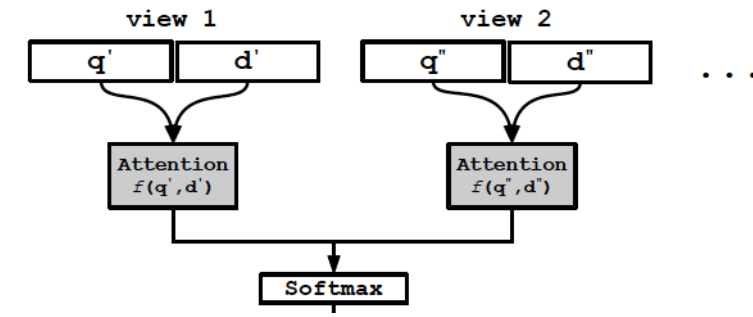 view 1 view 2
q' d' q" d" ...
Attention Attention
f(q',d') f(q",d")
Softmax